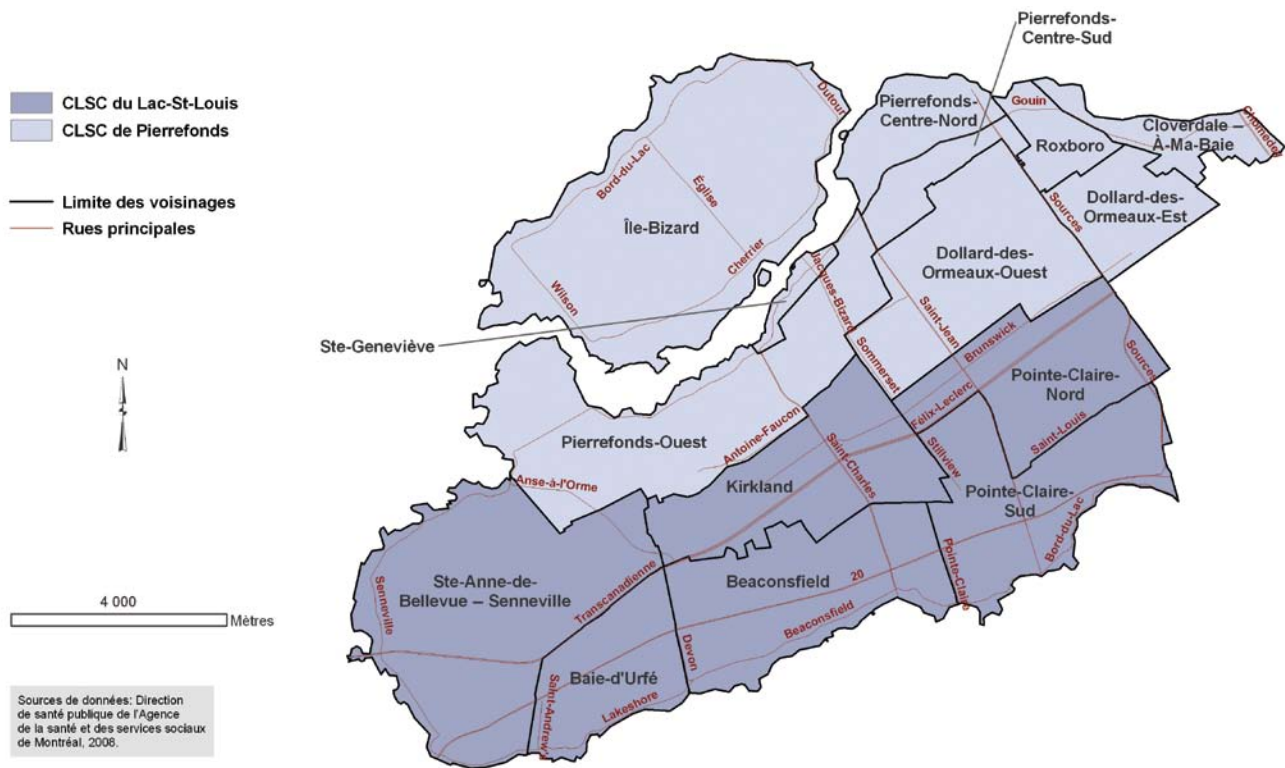 Pierrefonds-
Centre-Sud
CLSC du Lac-St-Louis
CLSC de Pierrefonds
Limite des voisinages
Rues principales
Dutour
Pierrefonds-
Centre-Nord
Gouin
Roxboro
Cloverdale –
À-Ma-Baie
Chomedey
Bord-du-Lac
Église
Île-Bizard
Cherrier
Wilson
Sources
Dollard-des-
Ormeaux-Est
Dollard-des-
Ormeaux-Ouest
Jacques-Bizard
Saint-Jean
Ste-Geneviève
Sommerset
Brunswick
Sources
Pointe-Claire-
Nord
Félix-Leclerc
Saint-Louis
N
Pierrefonds-Ouest
Antoine-Faucon
Saint-Charles
Stillview
Anse-à-l'Orme
Kirkland
Pointe-Claire-
Sud
Bord-du-Lac
Pointe-Claire
Ste-Anne-de-
Bellevue – Senneville
Senneville
Transcanadienne
Beaconsfield
20
Beaconsfield
Devon
Baie-d'Urfé
Lakeshore
Saint-Andrew's
4 000
Mètres
Sources de données: Direction
de santé publique de l'Agence
de la santé et des services sociaux
de Montréal, 2008.